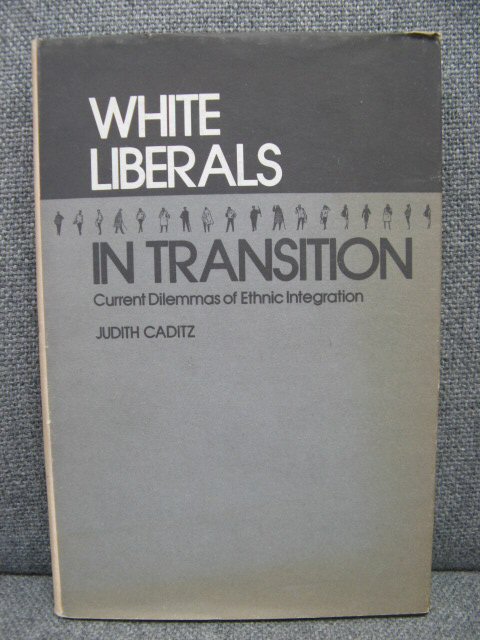 WHITE
LIBERALS
IN TRANSITION
Current Dilemmas of Ethnic Integration
JUDITH CADITZ